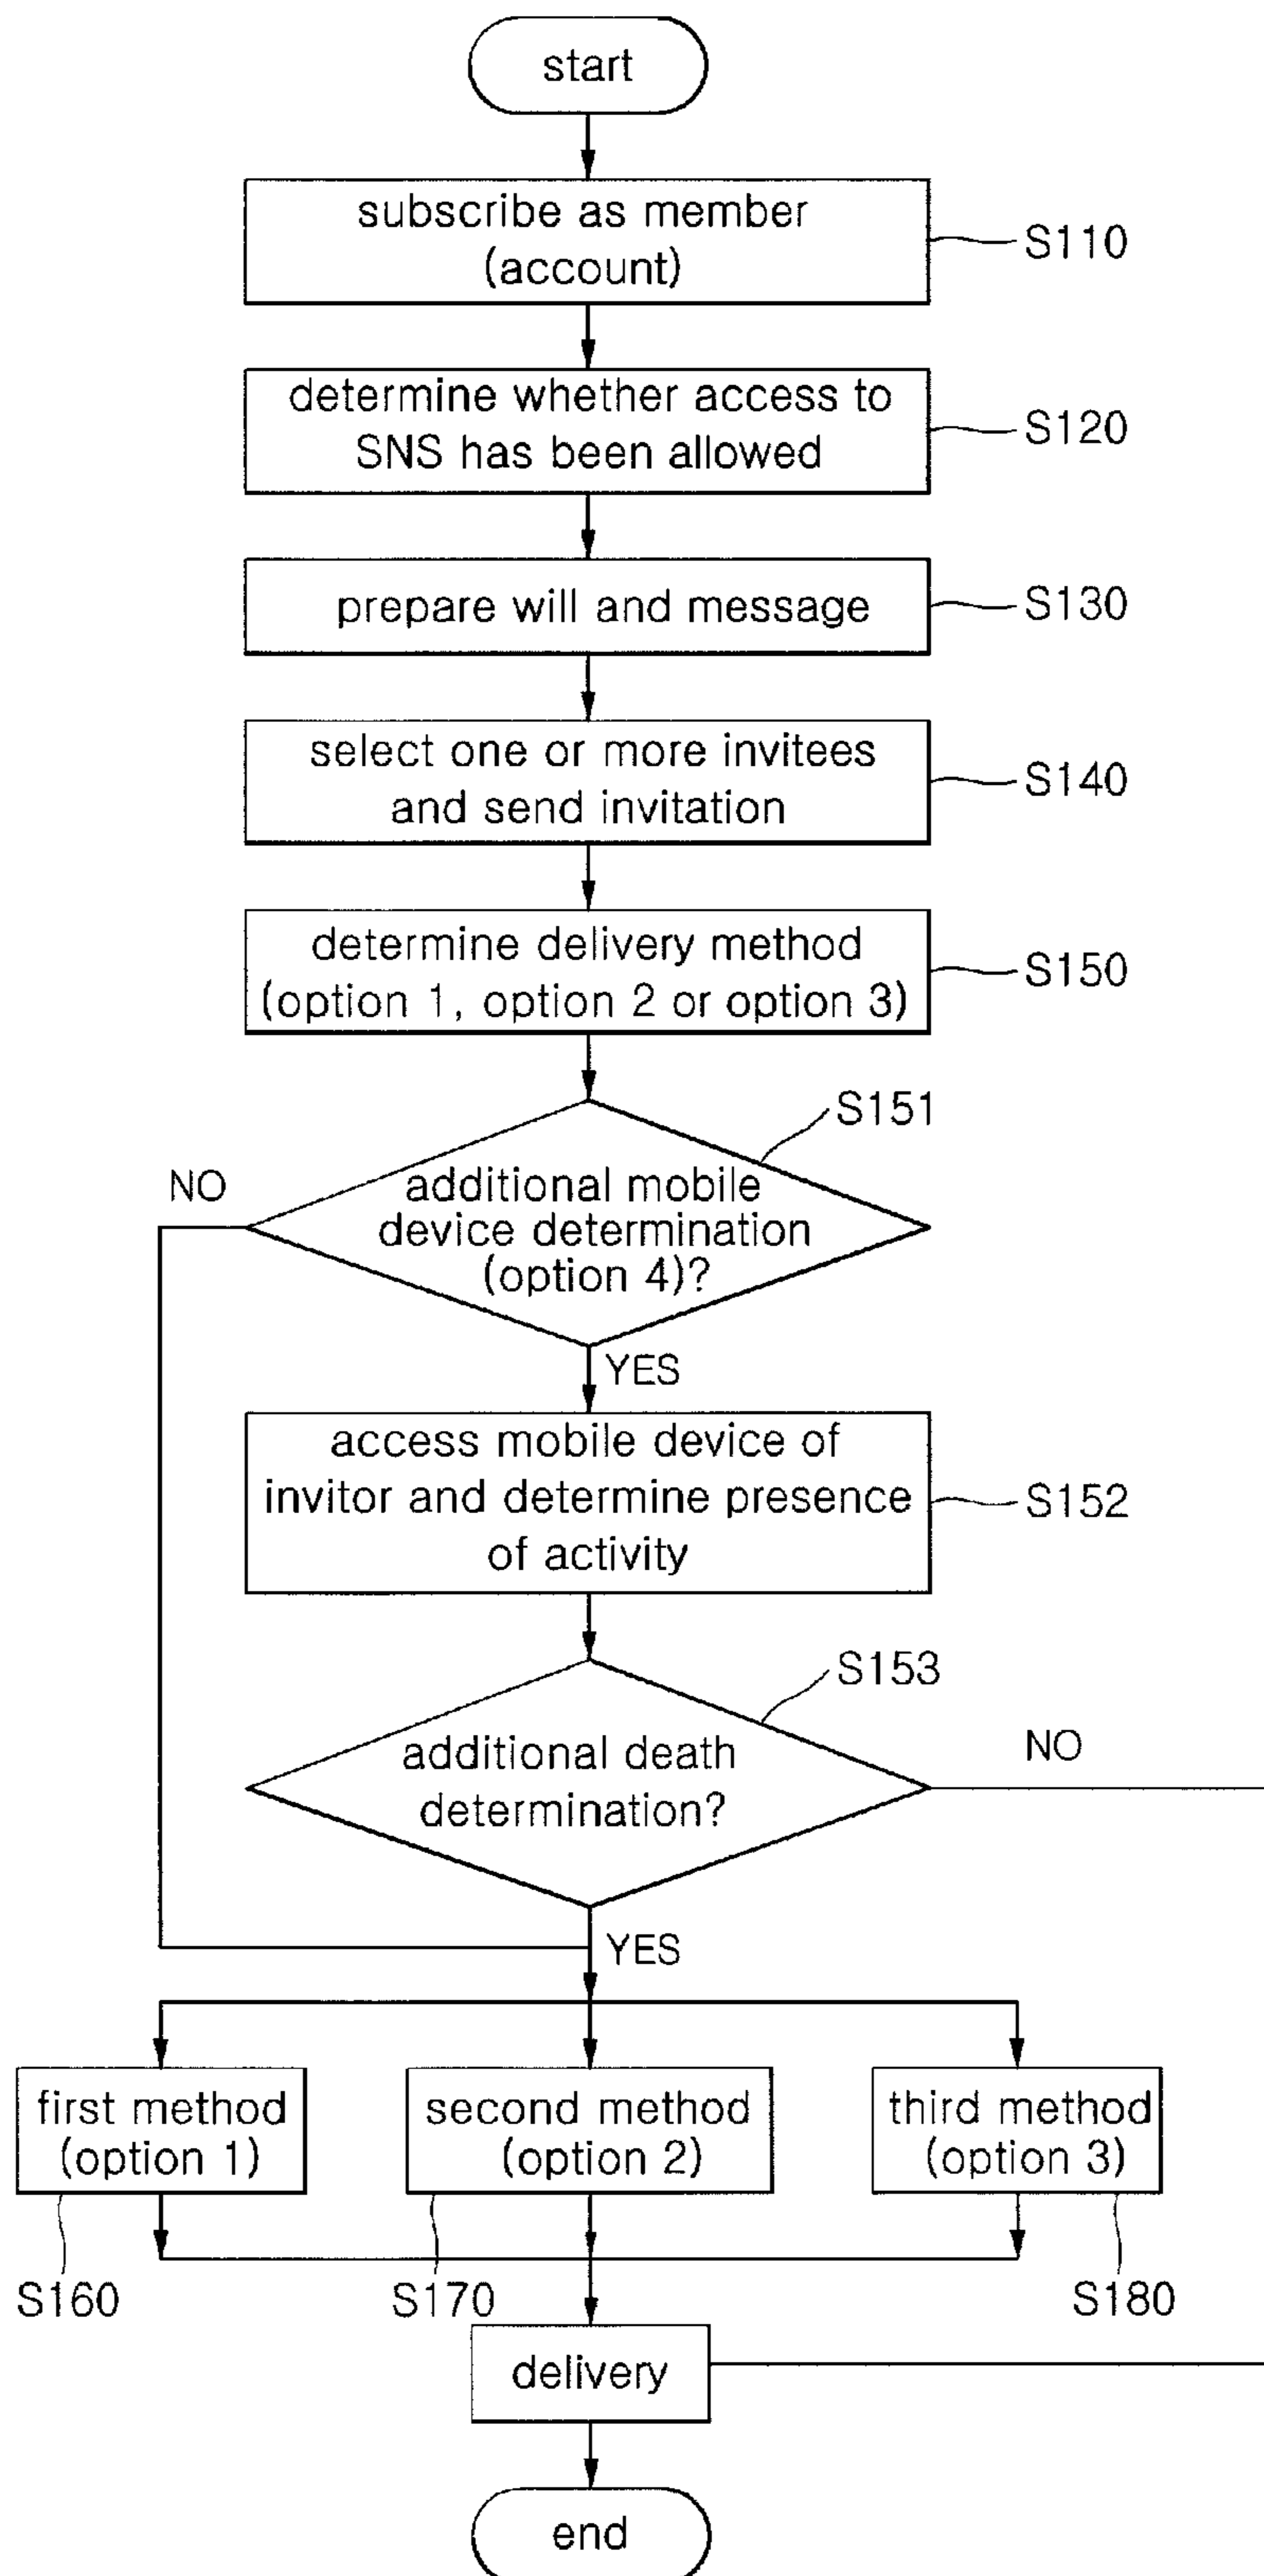 start
subscribe as member
(account)
S110
determine whether access to
SNS has been allowed
S120
prepare will and message
S130
select one or more invitees
and send invitation
S140
determine delivery method
(option 1, option 2 or option 3)
S150
S151
NO
additional mobile
device determination
(option 4)?
YES
access mobile device of
invitor and determine presence
of activity
S152
S153
additional death
determination?
NO
YES
first method
(option 1)
second method
(option 2)
third method
(option 3)
S160
S170
S180
delivery
end